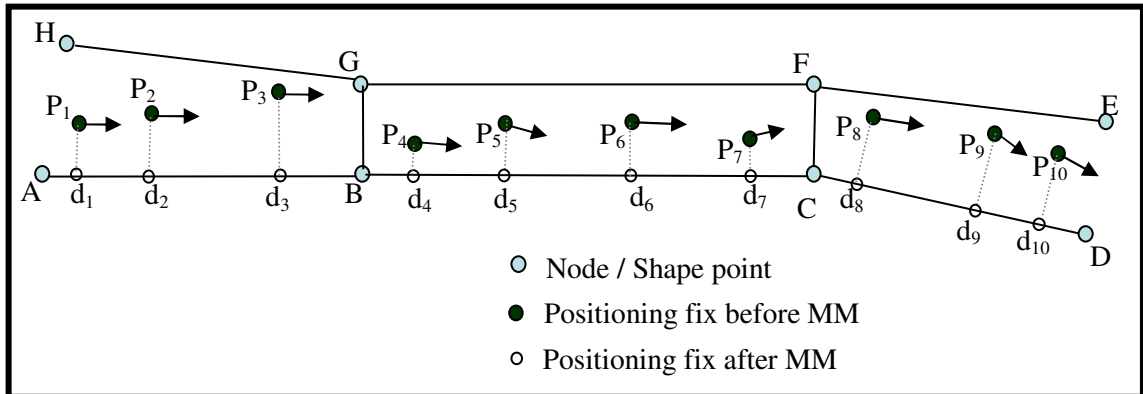 H
G
F
E
P₁
P₂
P₃
P₄
P₅
P₆
P₇
P₈
P₉
P₁₀
A
d₁
d₂
d₃
B
d₄
d₅
d₆
d₇
C
d₈
d₉
d₁₀
D
Node / Shape point
Positioning fix before MM
Positioning fix after MM